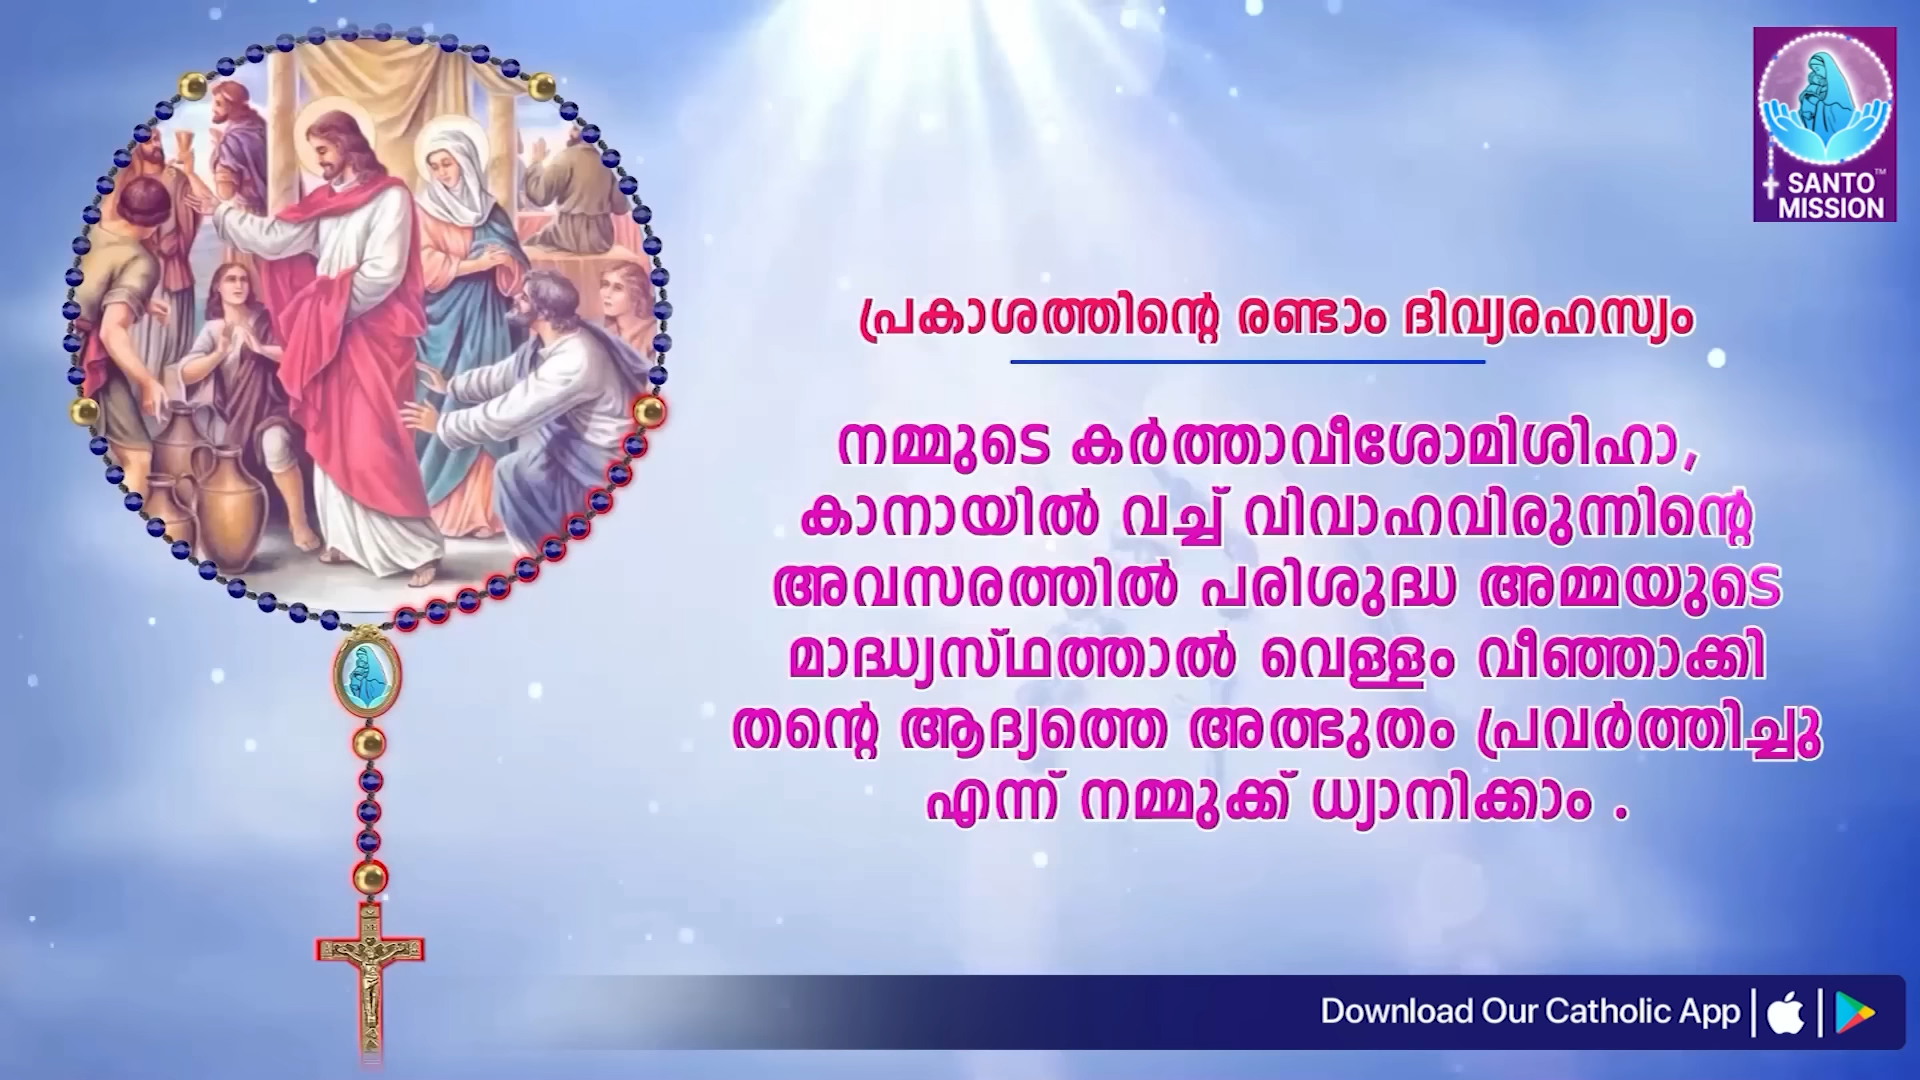 SANTO™
MISSION
പ്രകാശത്തിന്റെ രണ്ടാം ദിവ്യരഹസ്യം
നമ്മുടെ കർത്താവീശോമിശിഹാ,
കാനായിൽ വച്ച് വിവാഹവിരുന്നിന്റെ
അവസരത്തിൽ പരിശുദ്ധ അമ്മയുടെ
മാദ്ധ്യസ്ഥത്താൽ വെള്ളം വീഞ്ഞാക്കി
തന്റെ ആദ്യത്തെ അത്ഭുതം പ്രവർത്തിച്ചു
എന്ന് നമ്മുക്ക് ധ്യാനിക്കാം .
Download Our Catholic App